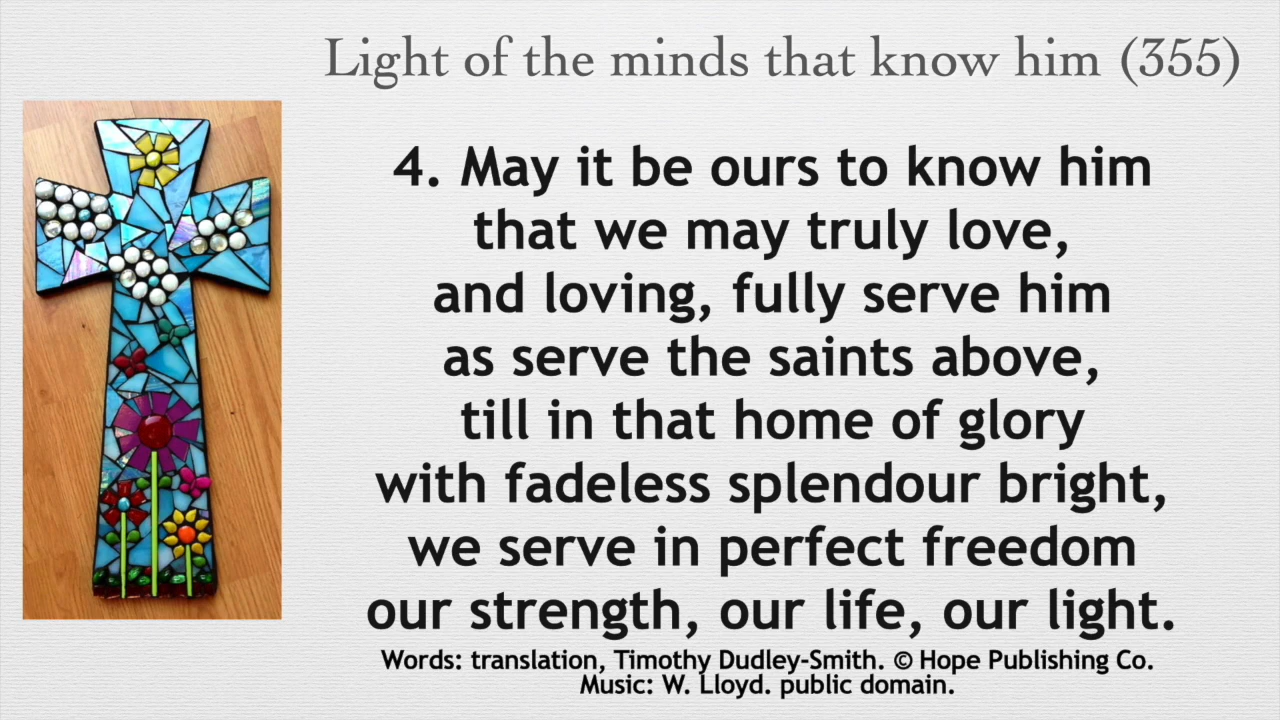 Light of the minds that know him (355)
4. May it be ours to know him
that we may truly love,
and loving, fully serve him
as serve the saints above,
till in that home of glory
with fadeless splendour bright,
we serve in perfect freedom
our strength, our life, our light.
Words: translation, Timothy Dudley-Smith. © Hope Publishing Co.
Music: W. Lloyd. public domain.